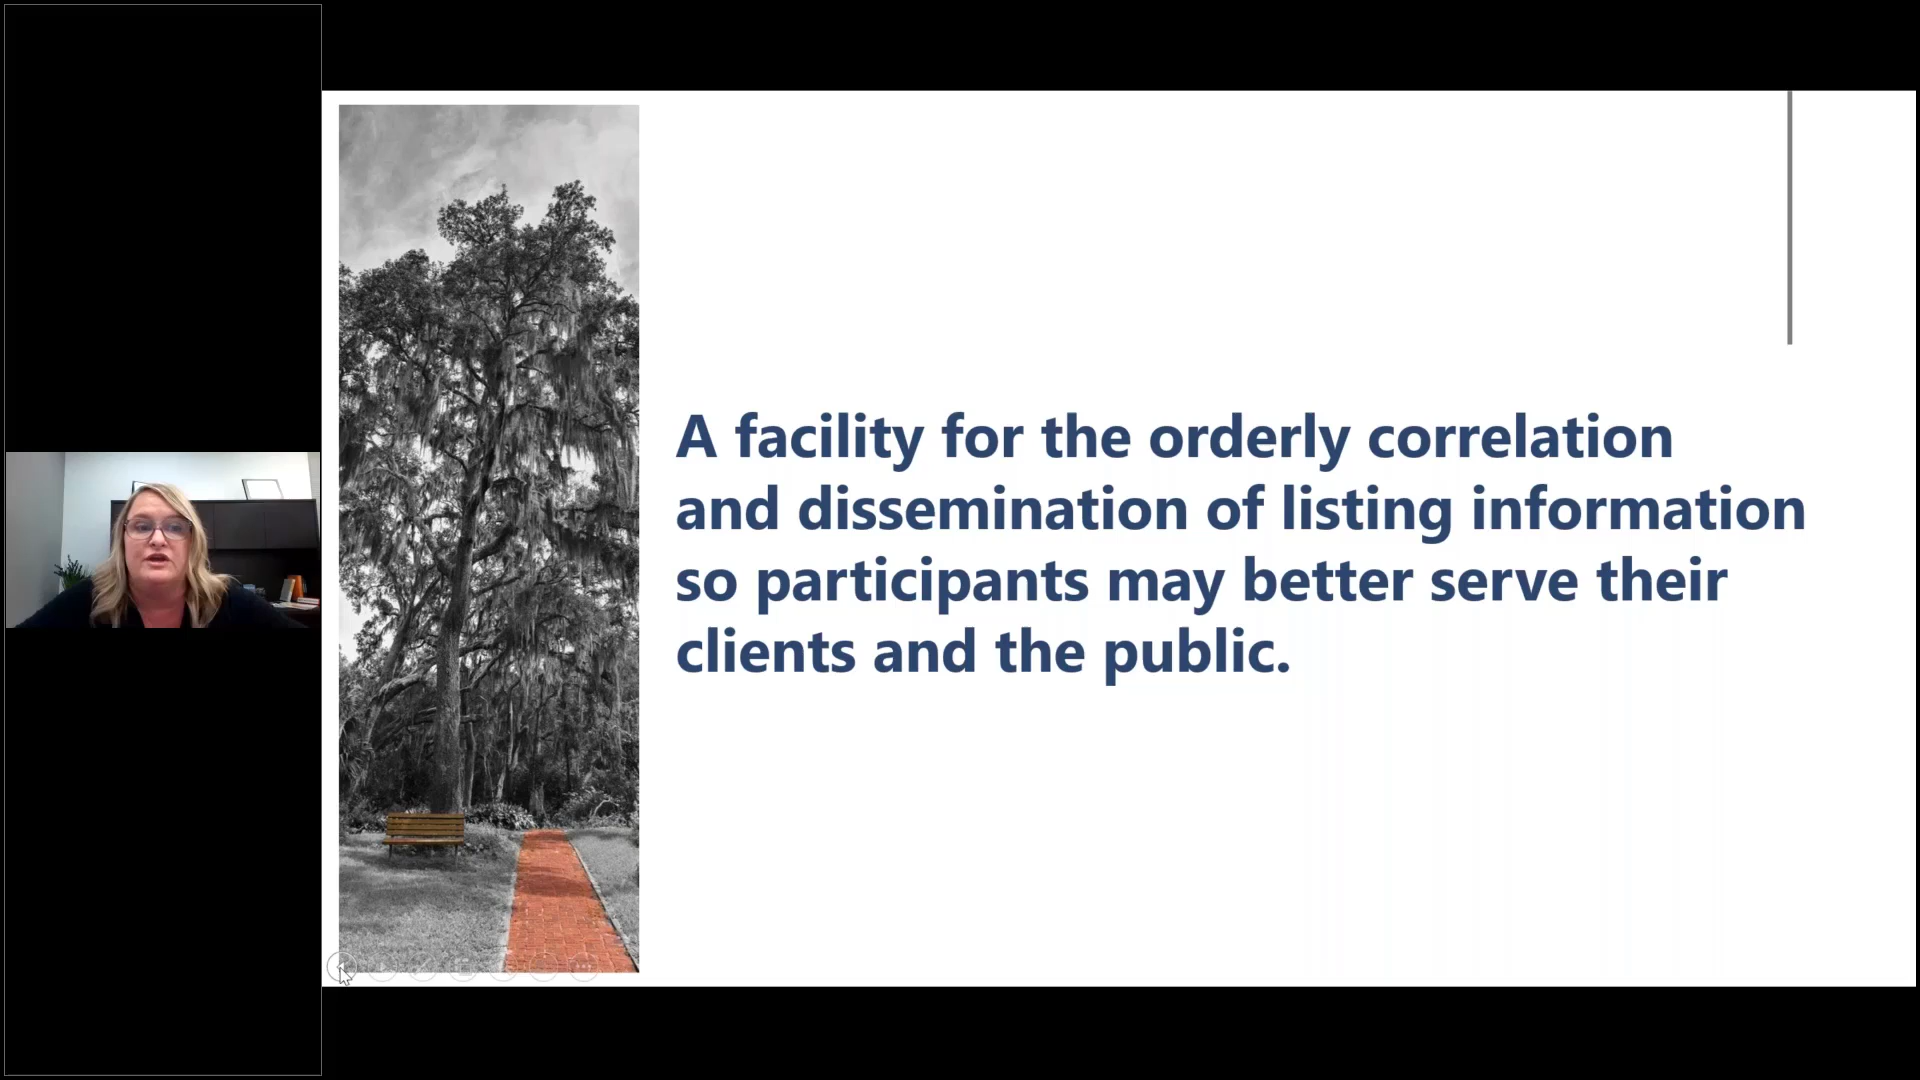 A facility for the orderly correlation
and dissemination of listing information
so participants may better serve their
clients and the public.